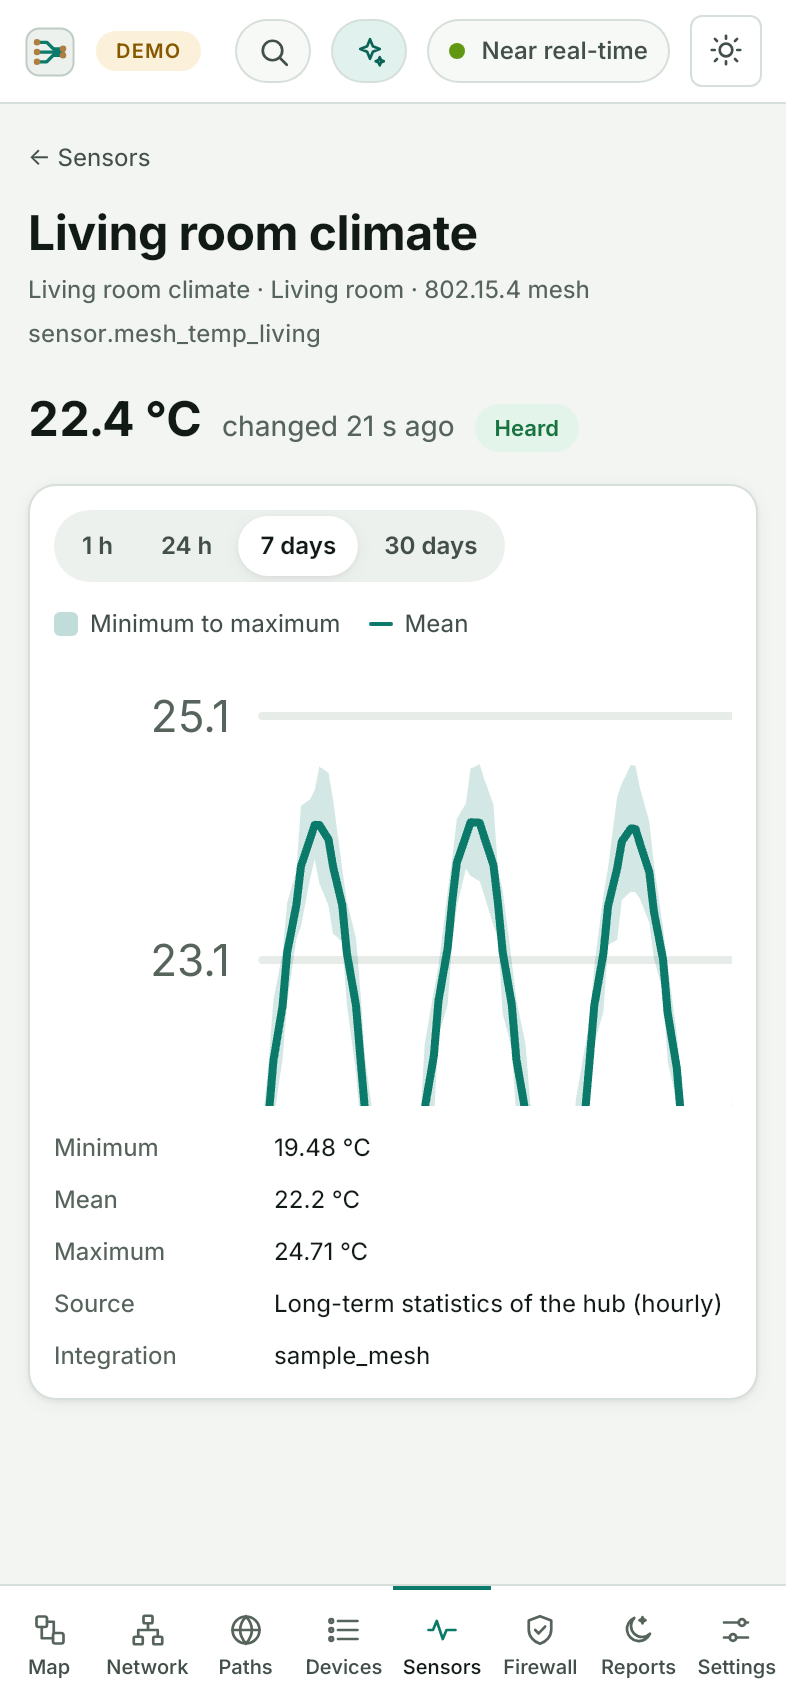 DEMO
Near real-time
← Sensors
Living room climate
Living room climate · Living room · 802.15.4 mesh
sensor.mesh_temp_living
22.4 °C changed 21 s ago Heard
1 h 24 h 7 days 30 days
Minimum to maximum Mean
25.1
23.1
Minimum 19.48 °C
Mean 22.2 °C
Maximum 24.71 °C
Source Long-term statistics of the hub (hourly)
Integration sample_mesh
Map Network Paths Devices Sensors Firewall Reports Settings